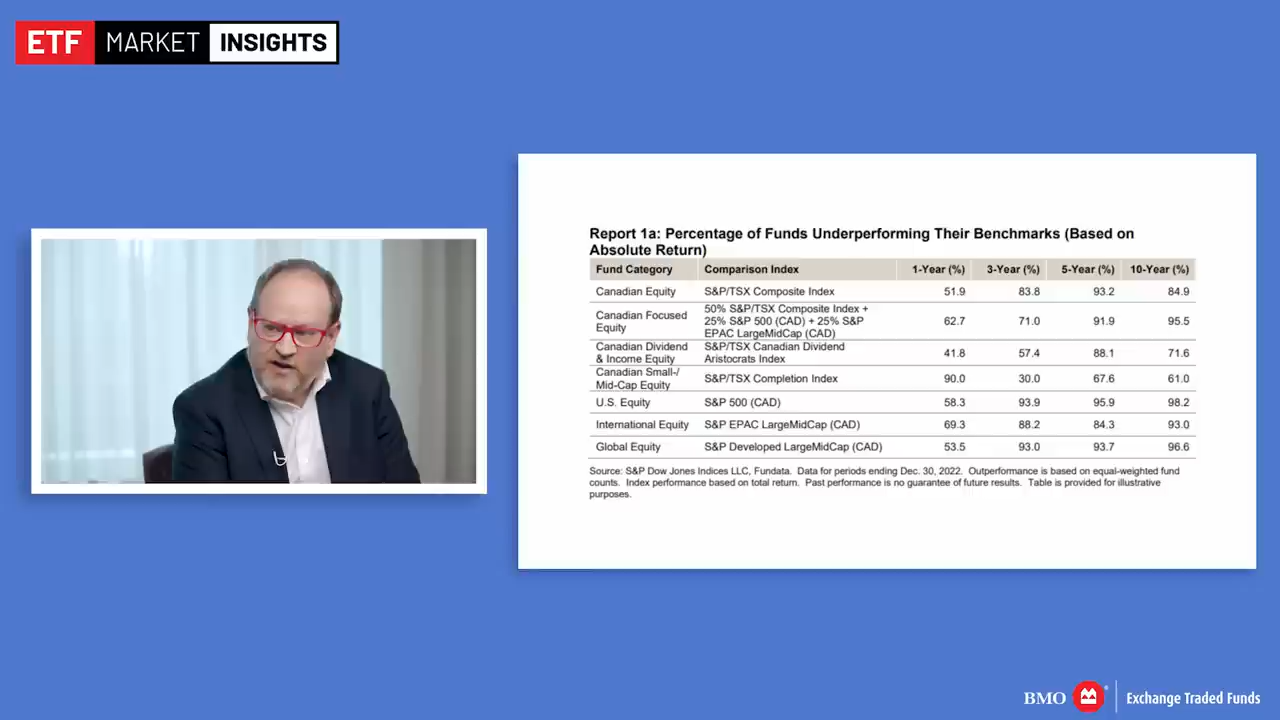 ETF MARKET INSIGHTS
Report 1a: Percentage of Funds Underperforming Their Benchmarks (Based on
Absolute Return)
Fund Category Comparison Index 1-Year (%) 3-Year (%) 5-Year (%) 10-Year (%)
Canadian Equity S&P/TSX Composite Index 51.9 83.8 93.2 84.9
Canadian Focused
Equity
50% S&P/TSX Composite Index +
25% S&P 500 (CAD) + 25% S&P
EPAC LargeMidCap (CAD)
62.7 71.0 91.9 95.5
Canadian Dividend
& Income Equity
S&P/TSX Canadian Dividend
Aristocrats Index
41.8 57.4 88.1 71.6
Canadian Small-/
Mid-Cap Equity
S&P/TSX Completion Index 90.0 30.0 67.6 61.0
U.S. Equity S&P 500 (CAD) 58.3 93.9 95.9 98.2
International Equity S&P EPAC LargeMidCap (CAD) 69.3 88.2 84.3 93.0
Global Equity S&P Developed LargeMidCap (CAD) 53.5 93.0 93.7 96.6
Source: S&P Dow Jones Indices LLC, Fundata. Data for periods ending Dec. 30, 2022. Outperformance is based on equal-weighted fund
counts. Index performance based on total return. Past performance is no guarantee of future results. Table is provided for illustrative
purposes.
BMO Exchange Traded Funds